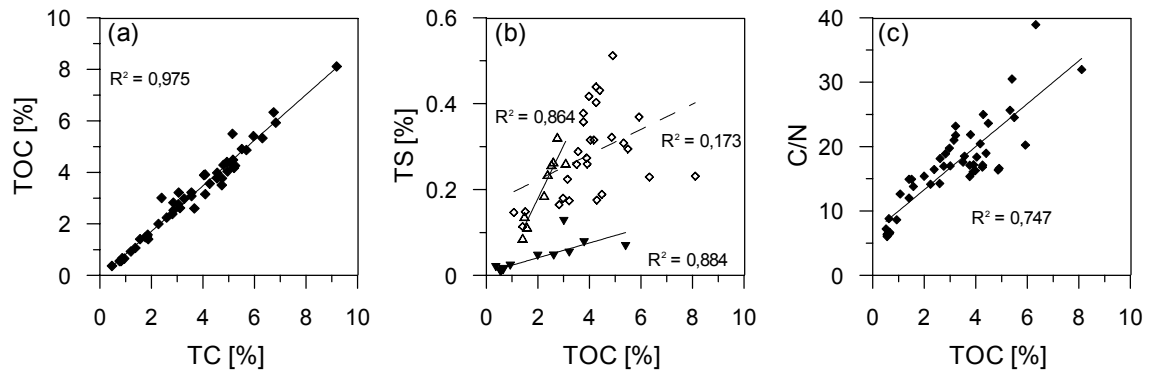 (a)
R² = 0,975
TOC [%]
10
8
6
4
2
0
0 2 4 6 8 10
TC [%]
(b)
R² = 0,864
R² = 0,173
R² = 0,884
TS [%]
0.6
0.4
0.2
0
0 2 4 6 8 10
TOC [%]
(c)
R² = 0,747
C/N
40
30
20
10
0
0 2 4 6 8 10
TOC [%]